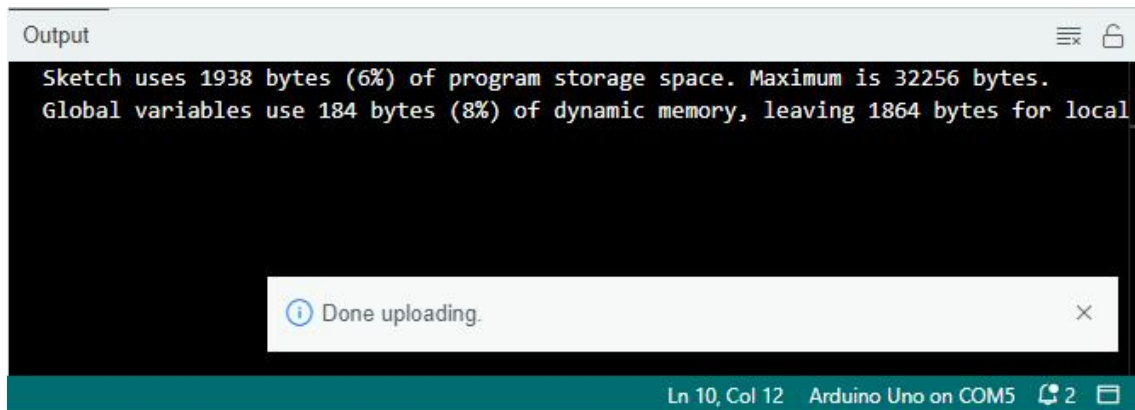 Output
Sketch uses 1938 bytes (6%) of program storage space. Maximum is 32256 bytes.
Global variables use 184 bytes (8%) of dynamic memory, leaving 1864 bytes for local
Done uploading.
Ln 10, Col 12 Arduino Uno on COM5 2